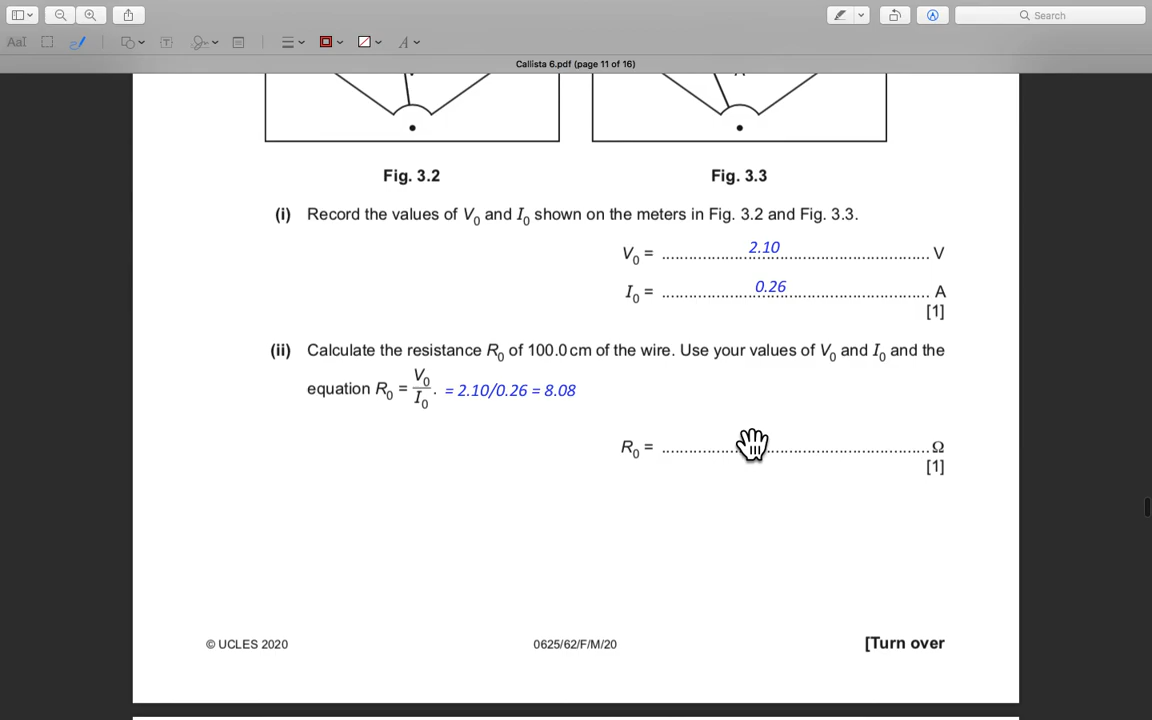 Search
AaI
T
A
Callista 6.pdf (page 11 of 16)
Fig. 3.2
Fig. 3.3
(i) Record the values of V0 and I0 shown on the meters in Fig. 3.2 and Fig. 3.3.
V0 = 2.10 V
I0 = 0.26 A
[1]
(ii) Calculate the resistance R0 of 100.0 cm of the wire. Use your values of V0 and I0 and the
equation R0 = V0/I0. = 2.10/0.26 = 8.08
R0 = ........................................................... Ω
[1]
© UCLES 2020
0625/62/F/M/20
[Turn over